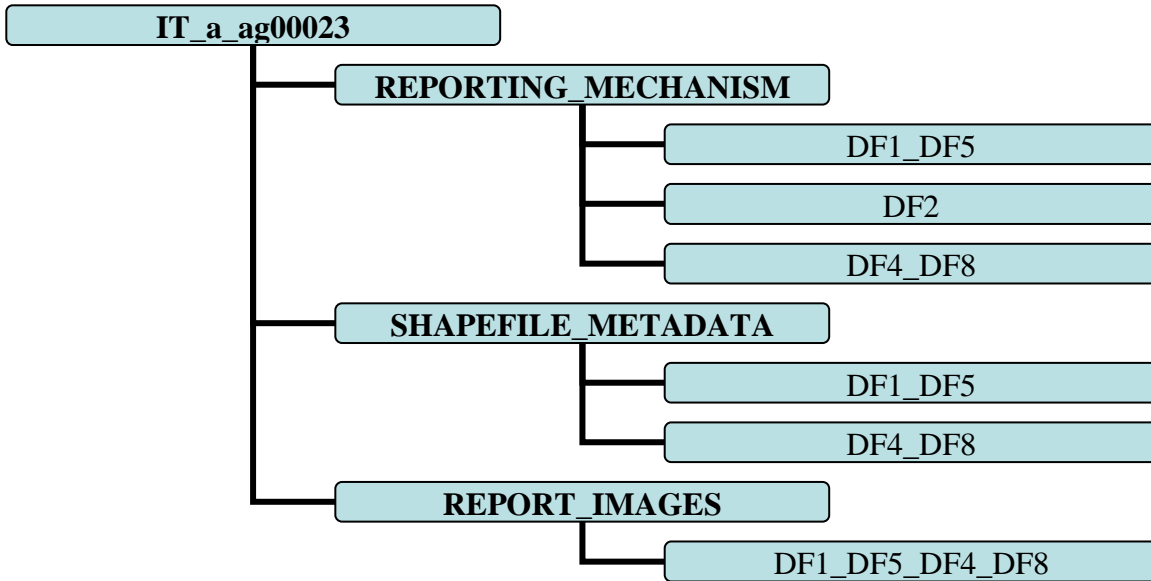 IT_a_ag00023
REPORTING_MECHANISM
DF1_DF5
DF2
DF4_DF8
SHAPEFILE_METADATA
DF1_DF5
DF4_DF8
REPORT_IMAGES
DF1_DF5_DF4_DF8